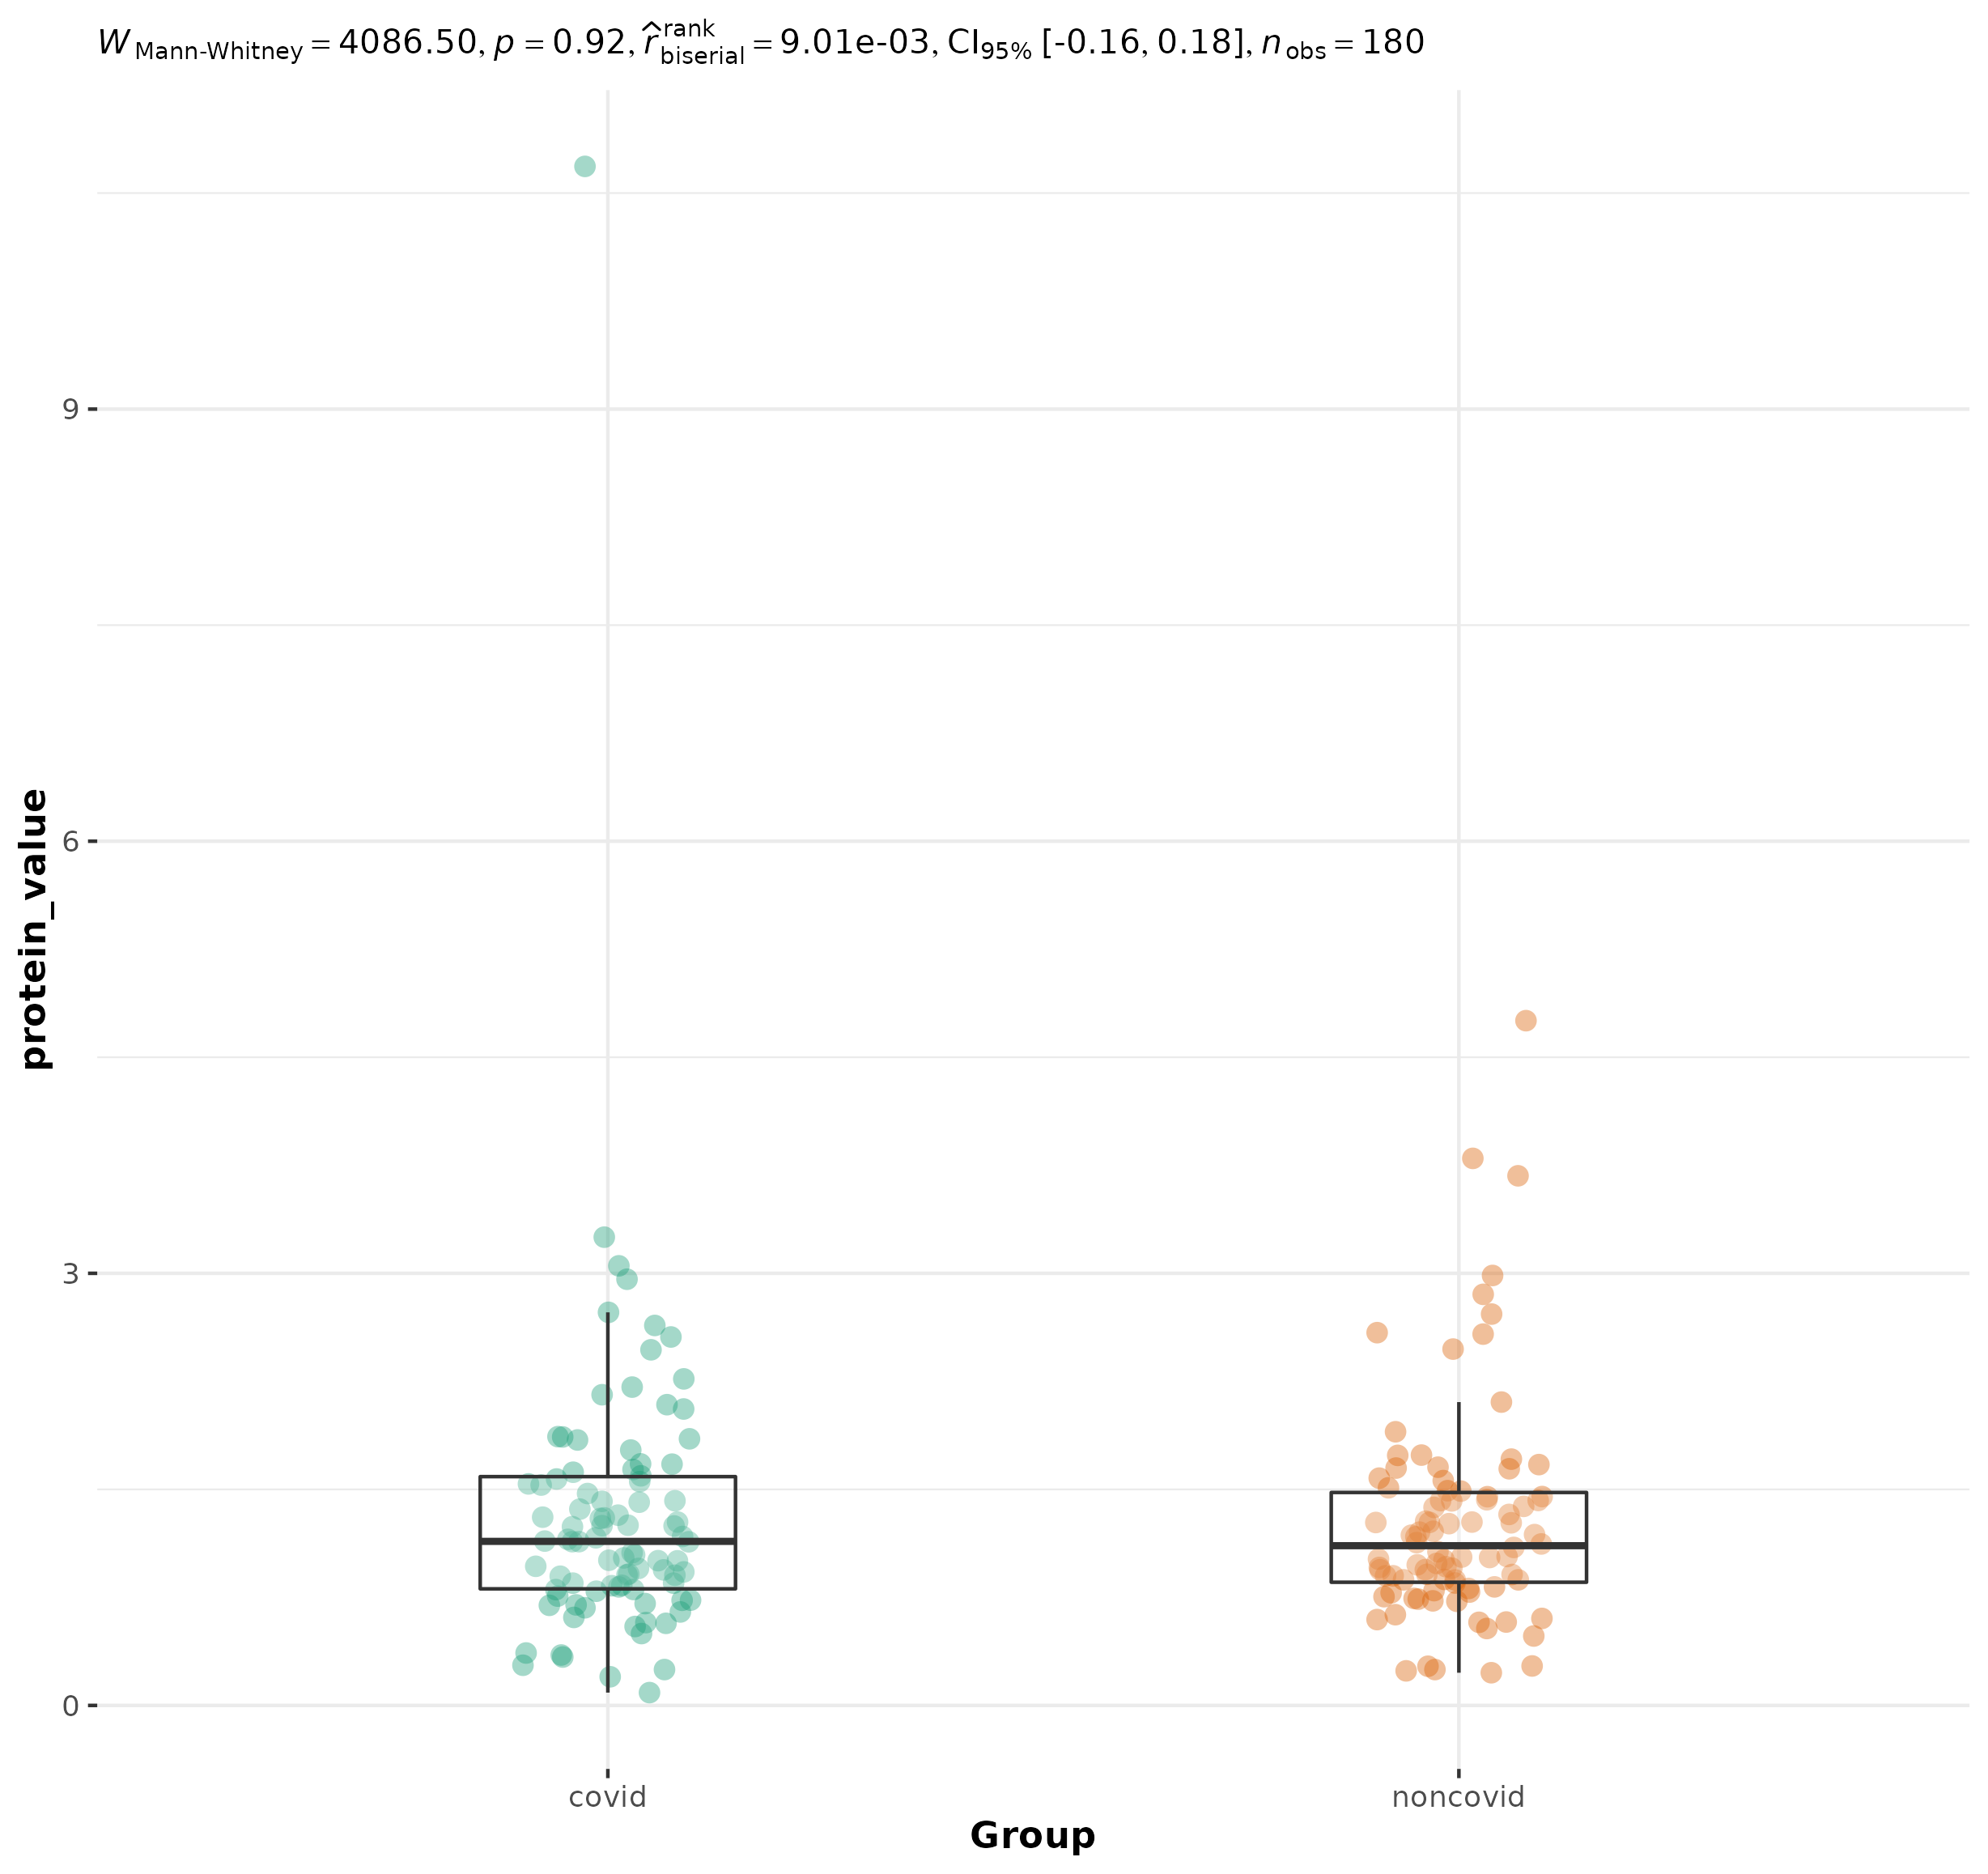 W Mann-Whitney = 4086.50, p = 0.92, r̂ rank biserial = 9.01e-03, CI95% [-0.16, 0.18], n obs = 180
protein_value
9
6
3
0
covid noncovid
Group